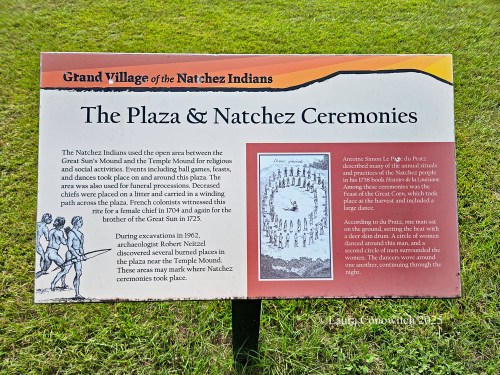 Grand Village of the Natchez Indians
The Plaza & Natchez Ceremonies
The Natchez Indians used the open area between the
Great Sun's Mound and the Temple Mound for religious
and social activities. Events including ball games, feasts,
and dances took place on and around this plaza. The
area was also used for funeral processions. Deceased
chiefs were placed on a litter and carried in a winding
path across the plaza. French colonists witnessed this
rite for a female chief in 1704 and again for the
brother of the Great Sun in 1725.
During excavations in 1962,
archaeologist Robert Neitzel
discovered several burned places in
the plaza near the Temple Mound.
These areas may mark where Natchez
ceremonies took place.
Antoine Simon Le Page du Pratz
described many of the annual rituals
and practices of the Natchez people
in his 1758 book Histoire de la Louisiane.
Among these ceremonies was the
Feast of the Great Corn, which took
place at the harvest and included a
large dance.
According to du Pratz, one man sat
on the ground, setting the beat with
a deer skin drum. A circle of women
danced around this man, and a
second circle of men surrounded the
women. The dancers wove around
one another, continuing through the
night.
© Laura Conowitch 2025